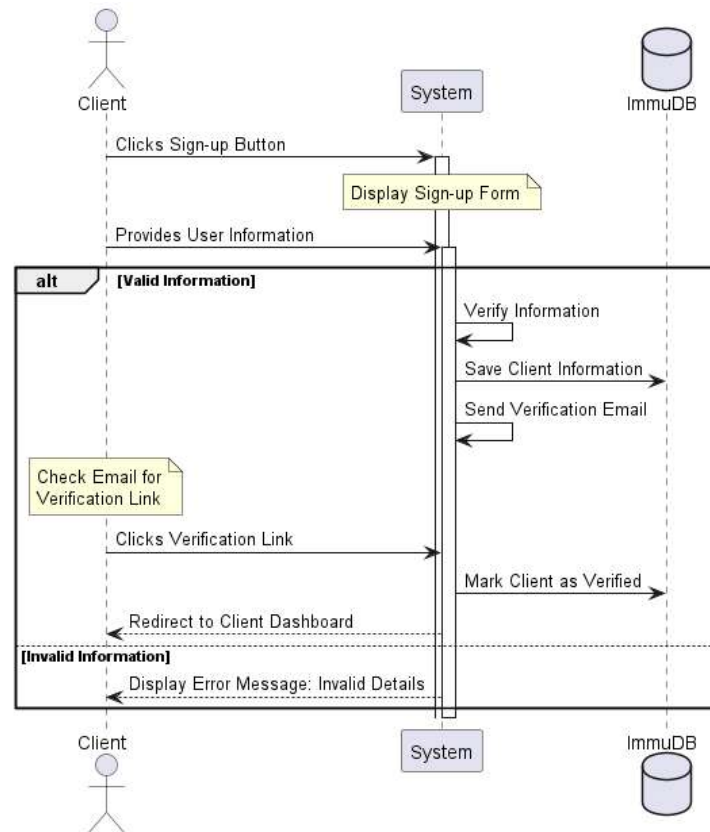 Client
System
ImmuDB
Clicks Sign-up Button
Display Sign-up Form
Provides User Information
alt
[Valid Information]
Verify Information
Save Client Information
Send Verification Email
Check Email for
Verification Link
Clicks Verification Link
Mark Client as Verified
Redirect to Client Dashboard
[Invalid Information]
Display Error Message: Invalid Details
Client
System
ImmuDB